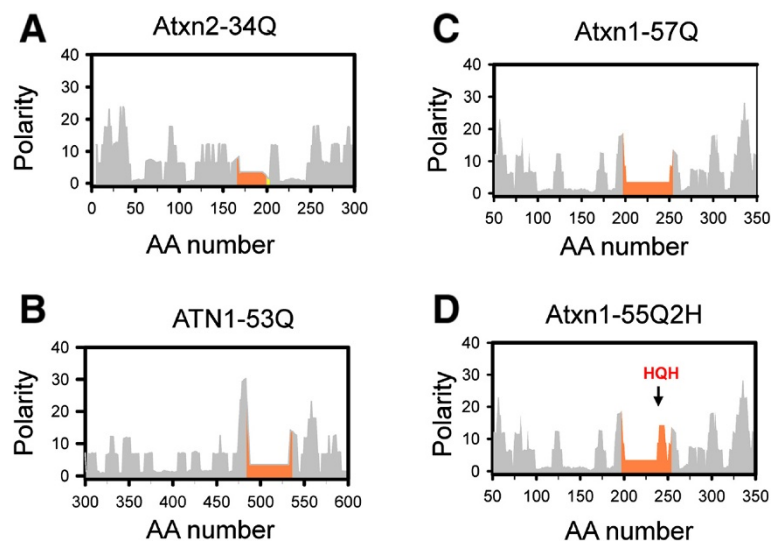 A
Atxn2-34Q
Polarity
40
30
20
10
0
0 50 100 150 200 250 300
AA number
B
ATN1-53Q
Polarity
40
30
20
10
0
300 350 400 450 500 550 600
AA number
C
Atxn1-57Q
Polarity
40
30
20
10
0
50 100 150 200 250 300 350
AA number
D
Atxn1-55Q2H
HQH
Polarity
40
30
20
10
0
50 100 150 200 250 300 350
AA number